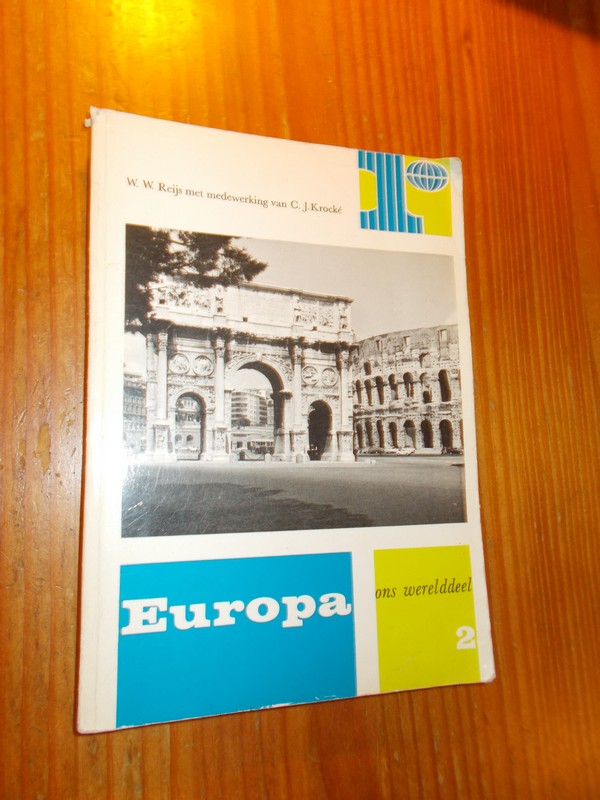 W. W. Reijs met medewerking van C. J. Krocké
Europa
ons werelddeel
2